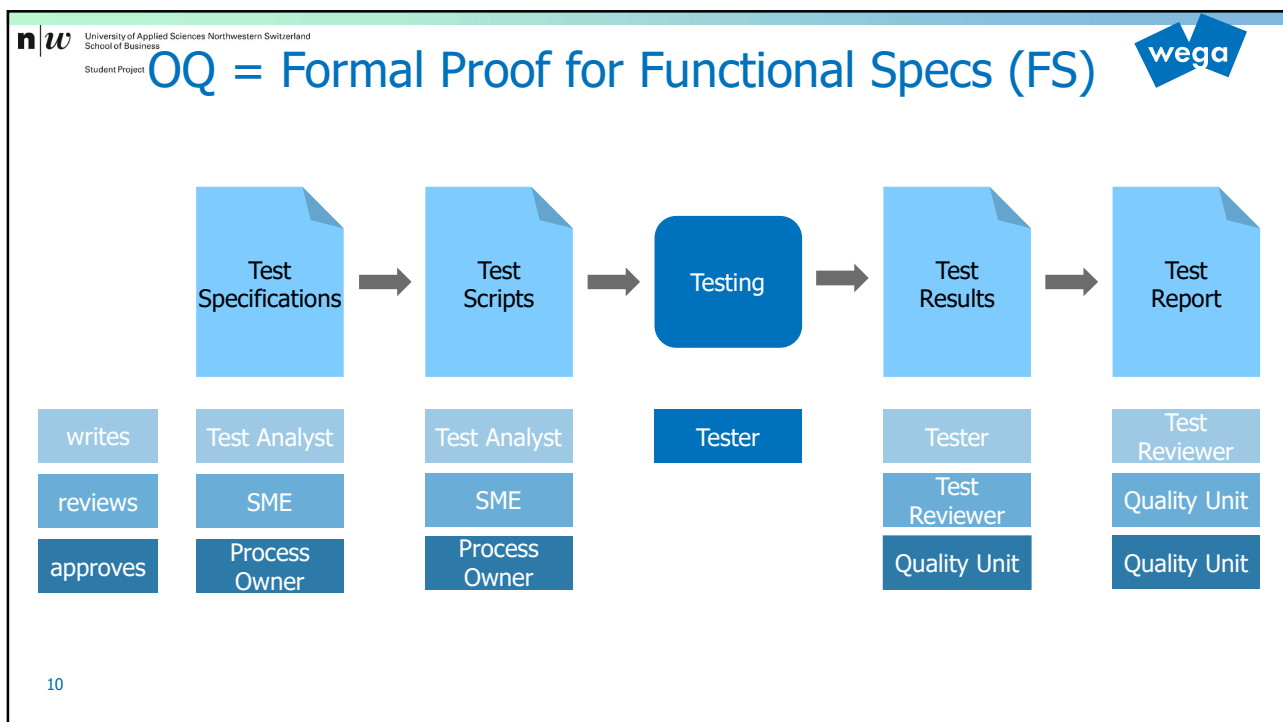 n|w
University of Applied Sciences Northwestern Switzerland
School of Business
Student Project
OQ = Formal Proof for Functional Specs (FS)
wega
Test
Specifications
Test
Scripts
Testing
Test
Results
Test
Report
writes
Test Analyst
Test Analyst
Tester
Tester
Test
Reviewer
reviews
SME
SME
Test
Reviewer
Quality Unit
approves
Process
Owner
Process
Owner
Quality Unit
Quality Unit
10